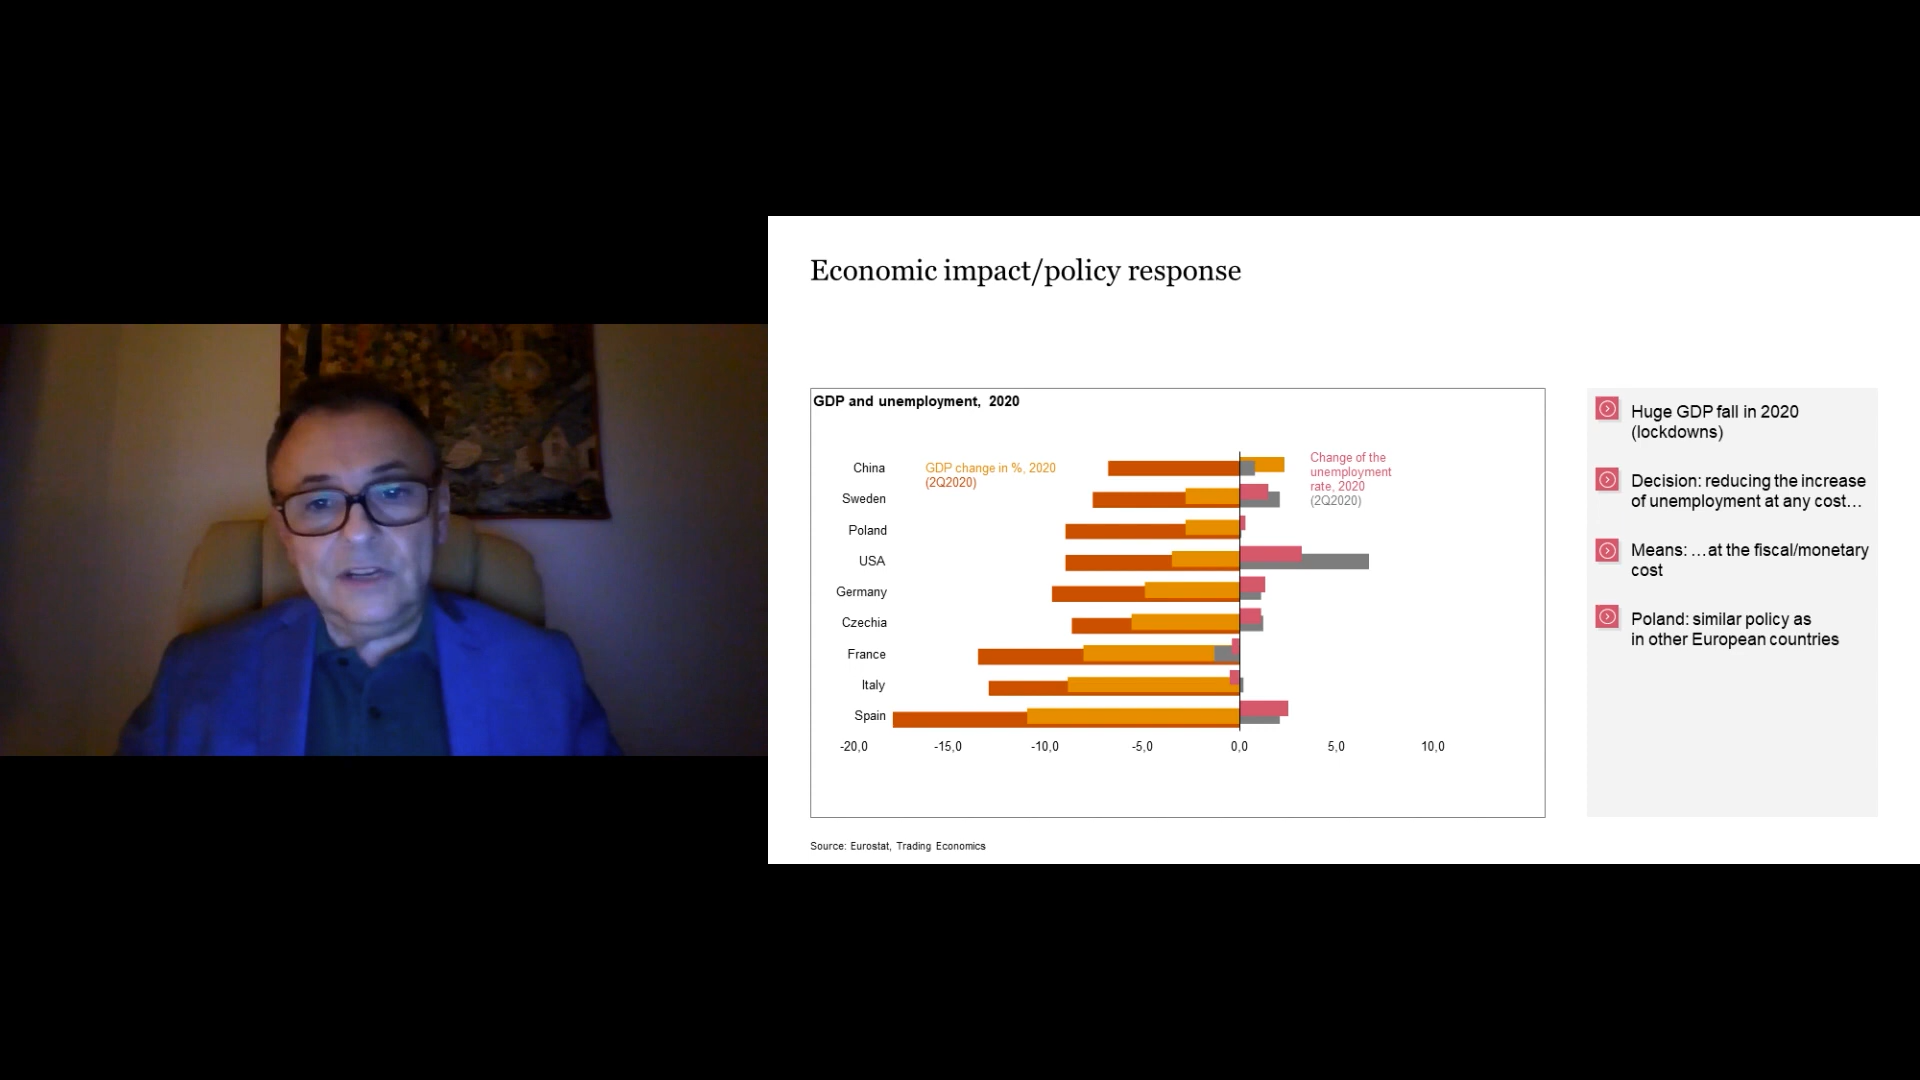 Economic impact/policy response
GDP and unemployment, 2020
China
Sweden
Poland
USA
Germany
Czechia
France
Italy
Spain
GDP change in %, 2020
(2Q2020)
Change of the
unemployment
rate, 2020
(2Q2020)
-20,0 -15,0 -10,0 -5,0 0,0 5,0 10,0
Source: Eurostat, Trading Economics
Huge GDP fall in 2020
(lockdowns)
Decision: reducing the increase
of unemployment at any cost…
Means: …at the fiscal/monetary
cost
Poland: similar policy as
in other European countries